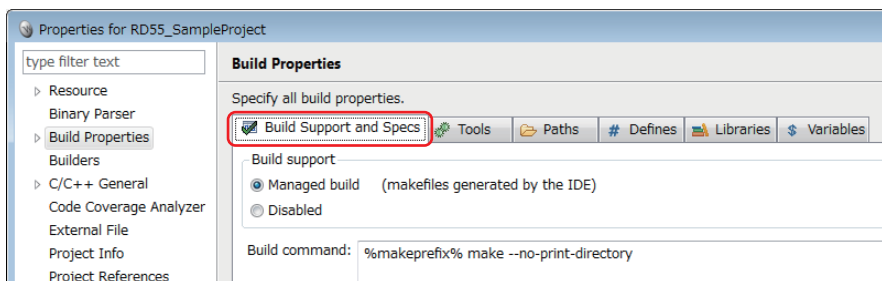 Properties for RD55_SampleProject
type filter text
Resource
Binary Parser
Build Properties
Builders
C/C++ General
Code Coverage Analyzer
External File
Project Info
Project References
Build Properties
Specify all build properties.
Build Support and Specs Tools Paths # Defines Libraries $ Variables
Build support
Managed build (makefiles generated by the IDE)
Disabled
Build command: %makeprefix% make --no-print-directory